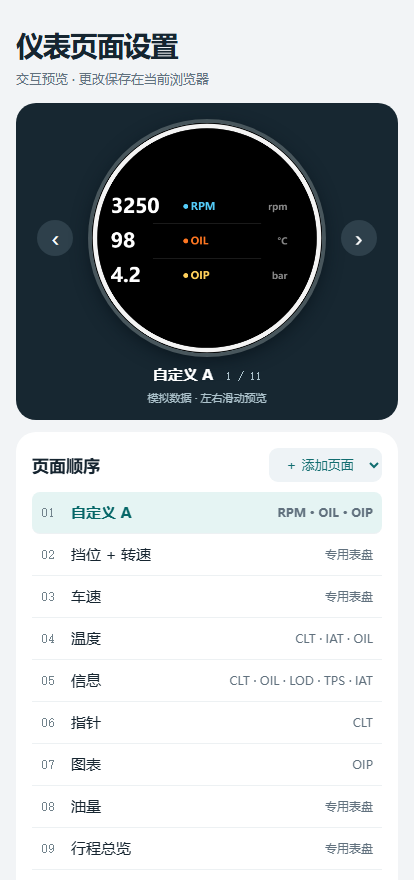 仪表页面设置
交互预览 · 更改保存在当前浏览器
3250 RPM rpm
98 OIL °C
4.2 OIP bar
‹ ›
自定义 A 1 / 11
模拟数据 · 左右滑动预览
页面顺序 + 添加页面
01 自定义 A RPM • OIL • OIP
02 挡位 + 转速 专用表盘
03 车速 专用表盘
04 温度 CLT · IAT · OIL
05 信息 CLT · OIL · LOD · TPS · IAT
06 指针 CLT
07 图表 OIP
08 油量 专用表盘
09 行程总览 专用表盘